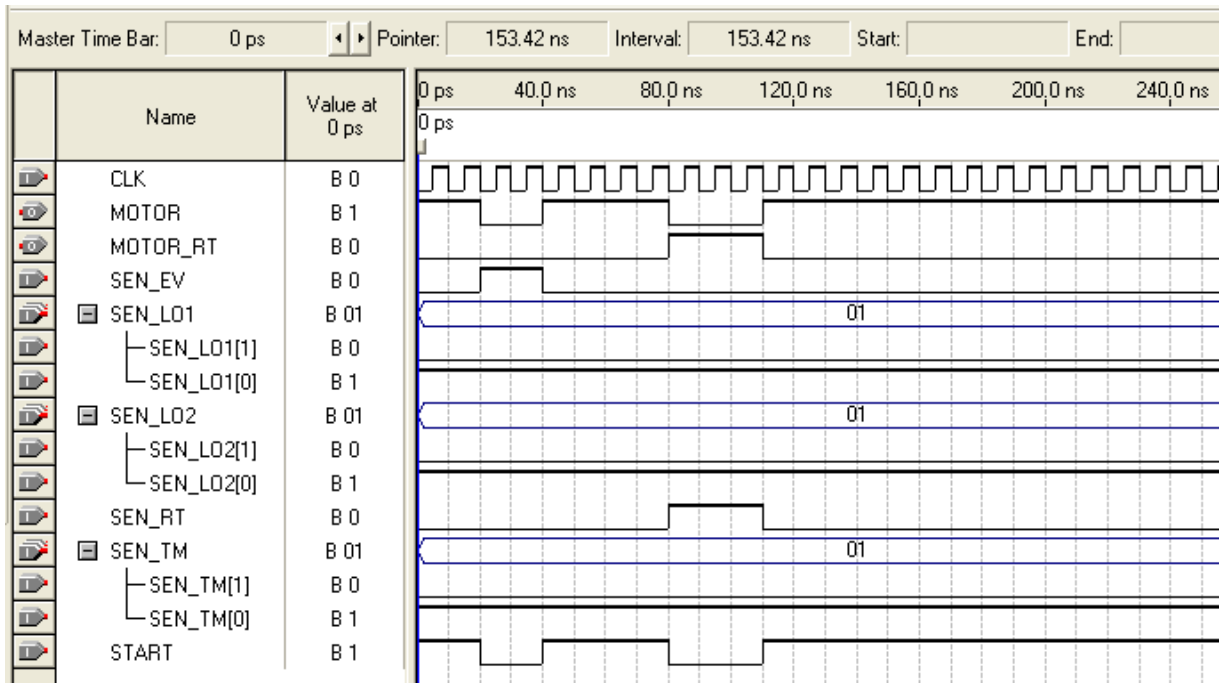 Master Time Bar: 0 ps Pointer: 153.42 ns Interval: 153.42 ns Start: End:
Name Value at 0 ps
0 ps 40.0 ns 80.0 ns 120.0 ns 160.0 ns 200.0 ns 240.0 ns
0 ps
CLK B 0
MOTOR B 1
MOTOR_RT B 0
SEN_EV B 0
SEN_LO1 B 01 01
SEN_LO1[1] B 0
SEN_LO1[0] B 1
SEN_LO2 B 01 01
SEN_LO2[1] B 0
SEN_LO2[0] B 1
SEN_RT B 0
SEN_TM B 01 01
SEN_TM[1] B 0
SEN_TM[0] B 1
START B 1